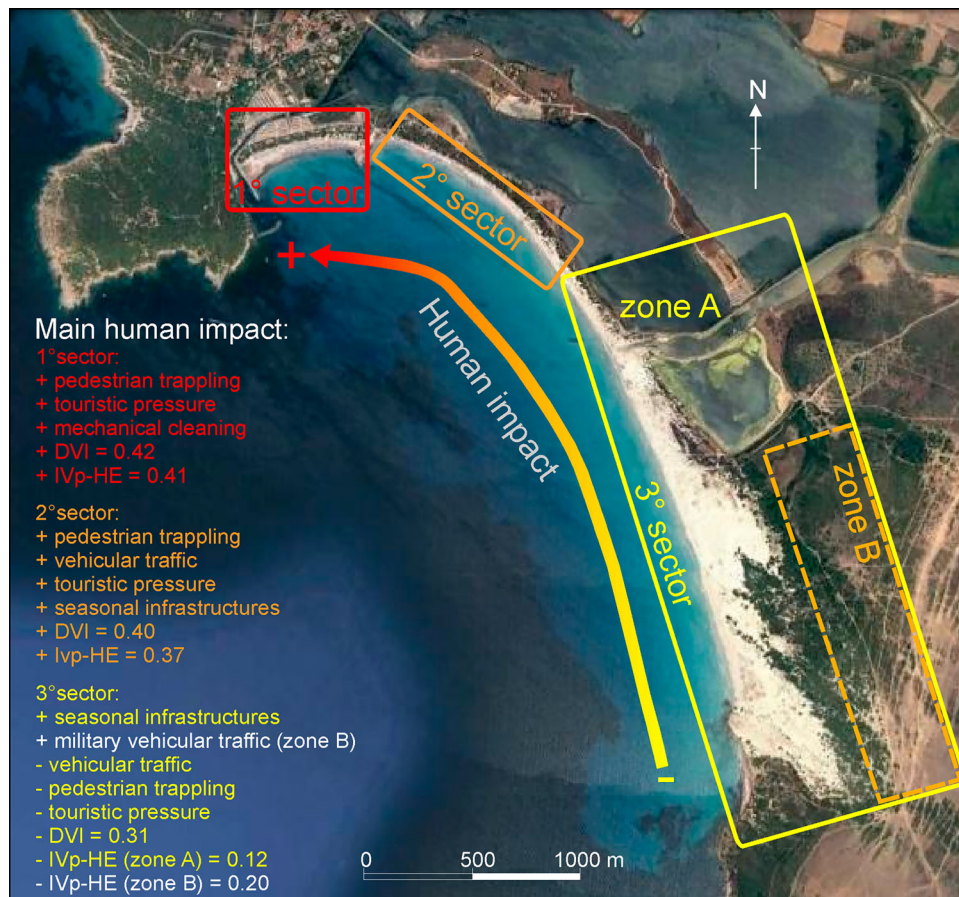 N
1° sector
2° sector
zone A
+
Human impact
3° sector
zone B
-
Main human impact:
1°sector:
+ pedestrian trappling
+ touristic pressure
+ mechanical cleaning
+ DVI = 0.42
+ IVp-HE = 0.41
2°sector:
+ pedestrian trappling
+ vehicular traffic
+ touristic pressure
+ seasonal infrastructures
+ DVI = 0.40
+ Ivp-HE = 0.37
3°sector:
+ seasonal infrastructures
+ military vehicular traffic (zone B)
- vehicular traffic
- pedestrian trappling
- touristic pressure
- DVI = 0.31
- IVp-HE (zone A) = 0.12
- IVp-HE (zone B) = 0.20
0 500 1000 m